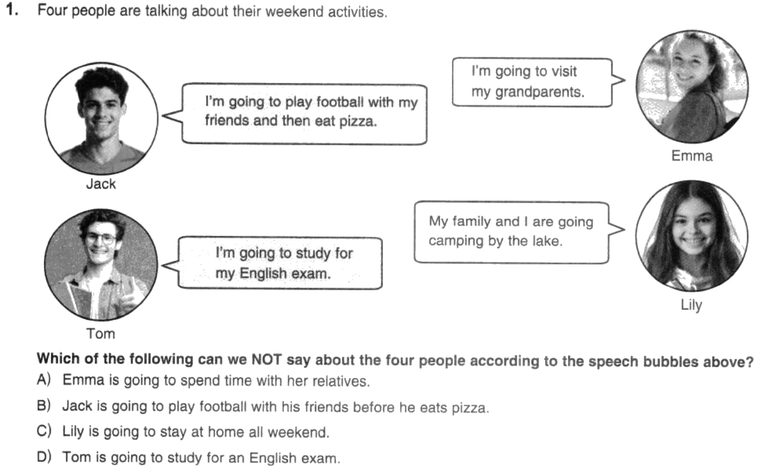 1. Four people are talking about their weekend activities.
I'm going to play football with my
friends and then eat pizza.
Jack
I'm going to visit
my grandparents.
Emma
I'm going to study for
my English exam.
Tom
My family and I are going
camping by the lake.
Lily
Which of the following can we NOT say about the four people according to the speech bubbles above?
A) Emma is going to spend time with her relatives.
B) Jack is going to play football with his friends before he eats pizza.
C) Lily is going to stay at home all weekend.
D) Tom is going to study for an English exam.